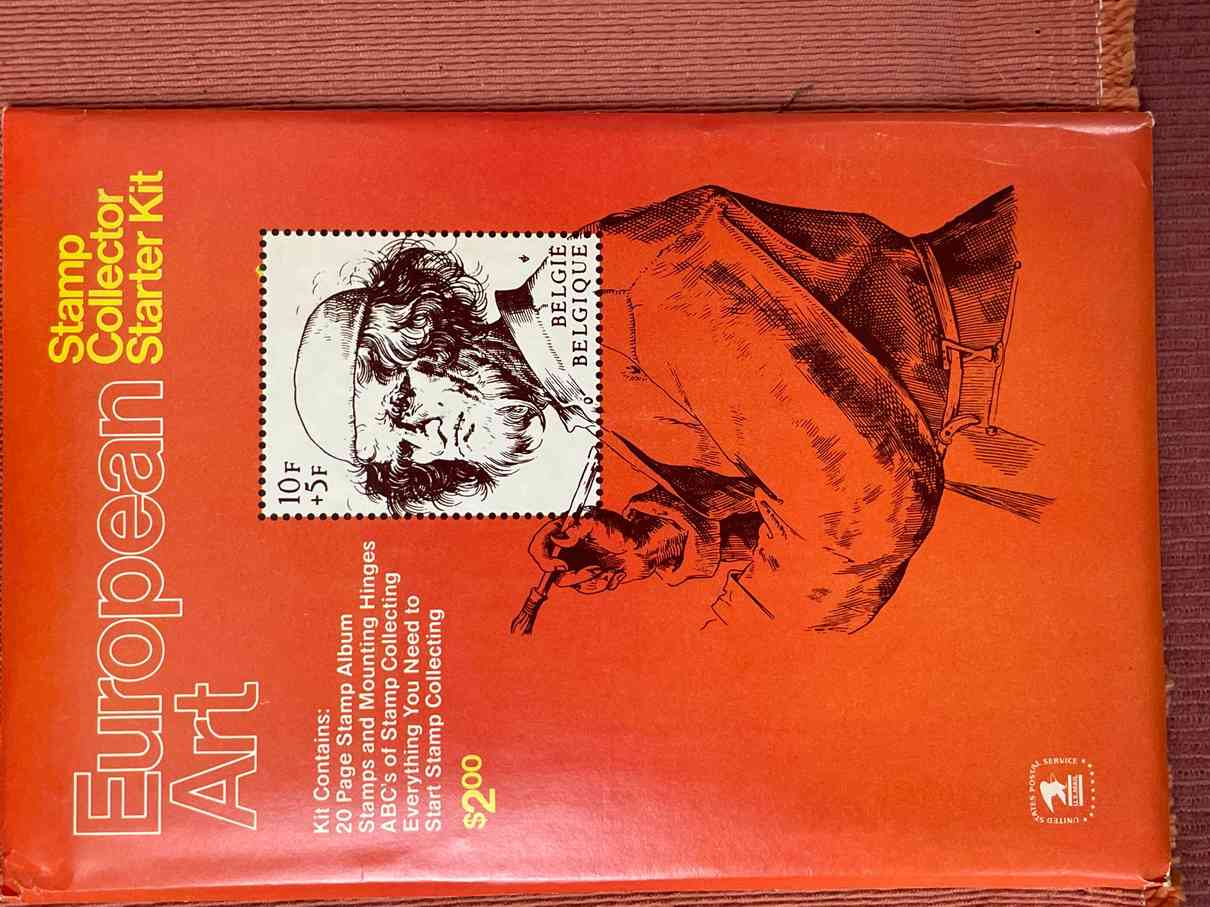 European
Art
Stamp
Collector
Starter Kit
10F
+5F
BELGIË
BELGIQUE
Kit Contains:
20 Page Stamp Album
Stamps and Mounting Hinges
ABC's of Stamp Collecting
Everything You Need to
Start Stamp Collecting
$2.00
UNITED STATES POSTAL SERVICE
U.S.MAIL